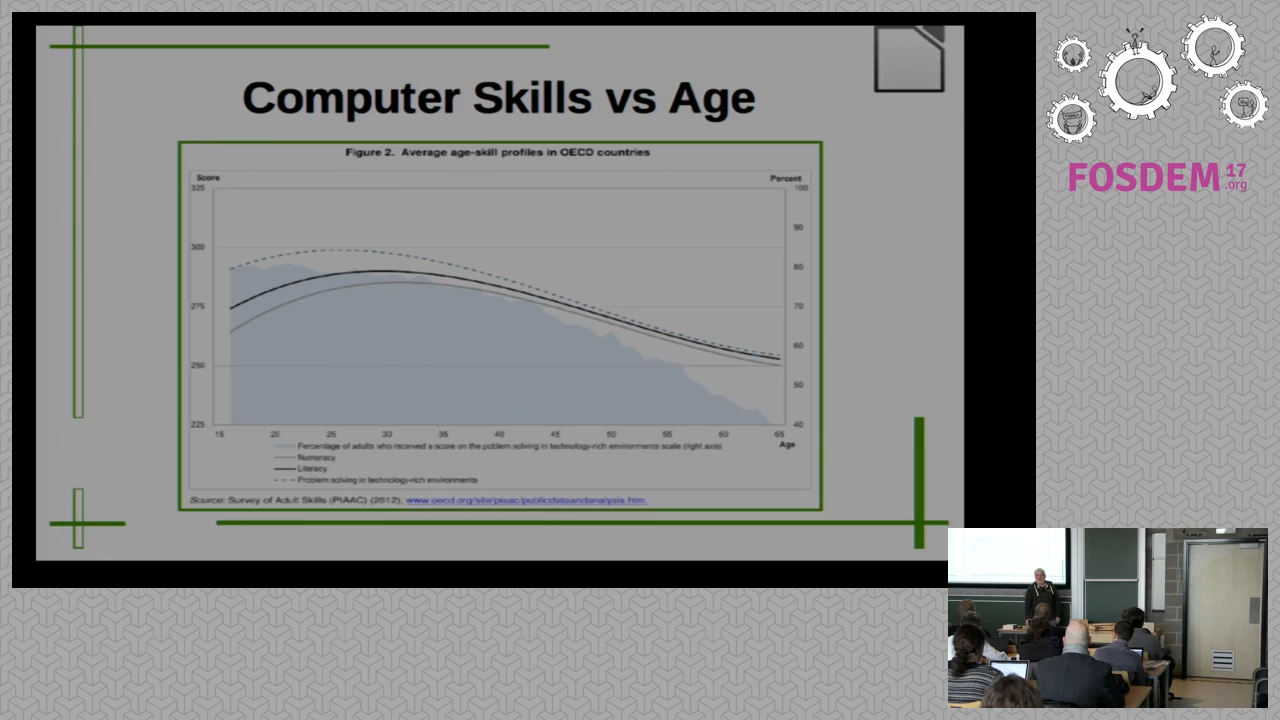 Computer Skills vs Age
Figure 2. Average age-skill profiles in OECD countries
Score
Percent
325
100
90
300
80
275
70
60
250
50
225
40
15 20 25 30 35 40 45 50 55 60 65
Age
Percentage of adults who received a score on the poblem solving in technology-rich environments scale (right axis)
Numeracy
Literacy
Problem solving in technology-rich environments
Source: Survey of Adult Skills (PIAAC) (2012), www.oecd.org/site/piaac/publicdataandanalysis.htm.
FOSDEM 17
.org